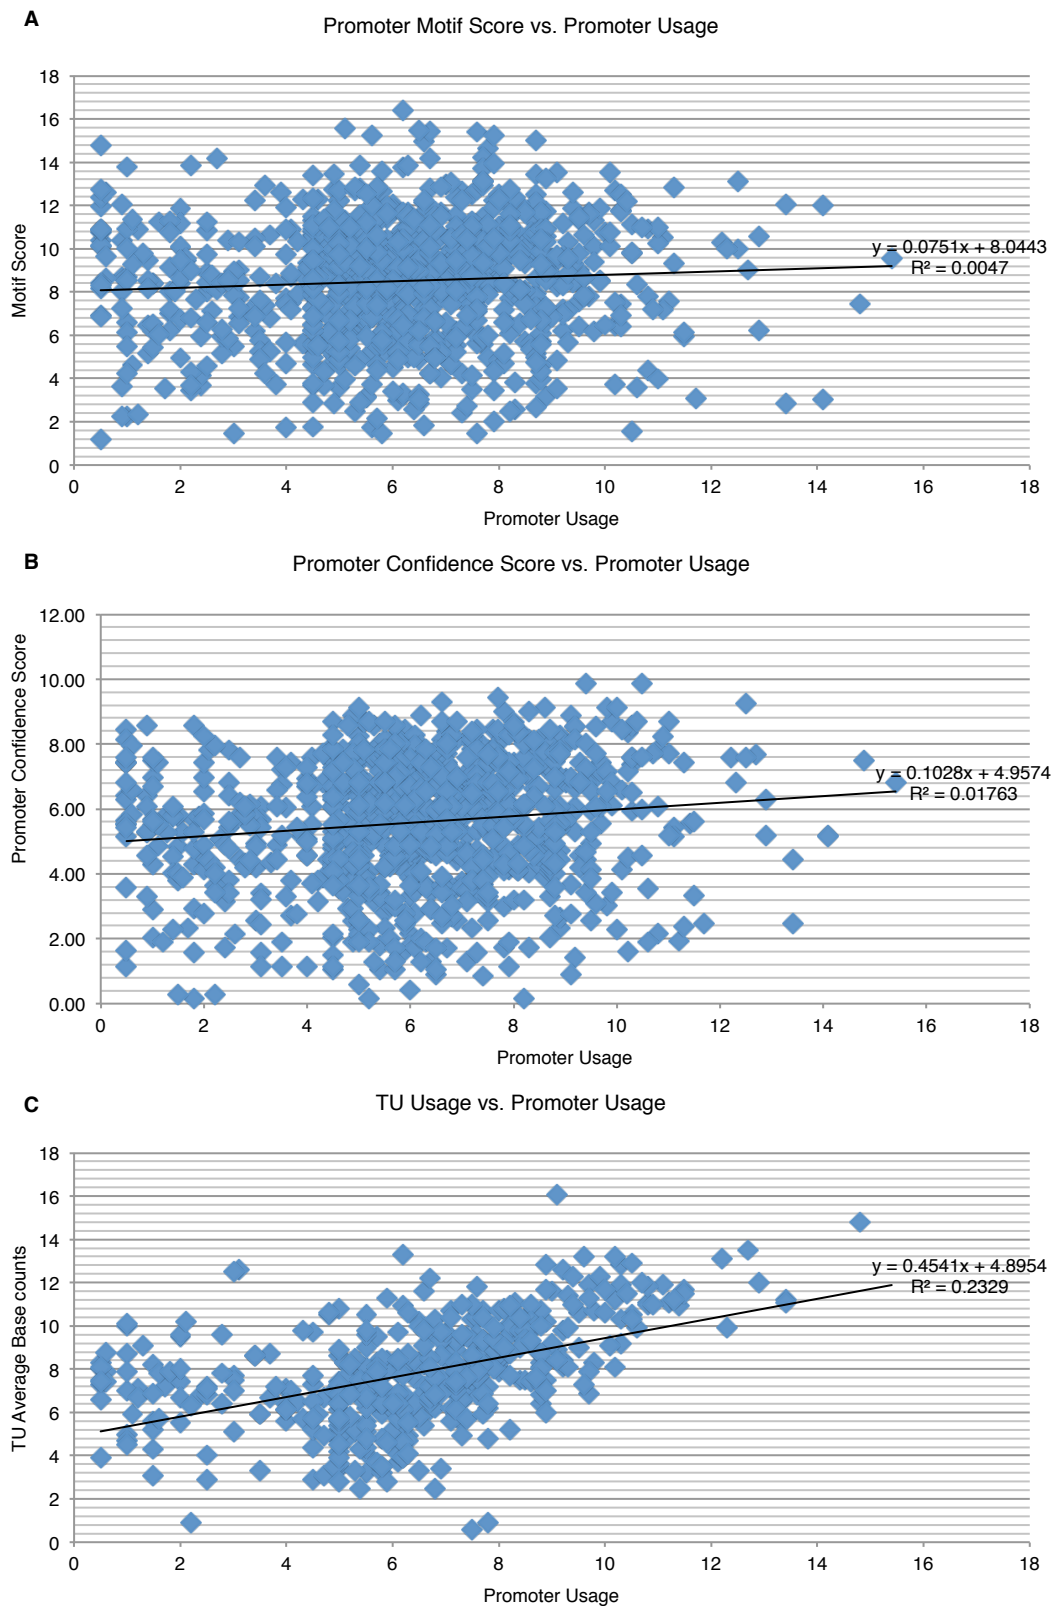 A
Promoter Motif Score vs. Promoter Usage
18
16
14
12
10
8
6
4
2
0
Motif Score
y = 0.0751x + 8.0443
R² = 0.0047
0 2 4 6 8 10 12 14 16 18
Promoter Usage
B
Promoter Confidence Score vs. Promoter Usage
12.00
10.00
8.00
6.00
4.00
2.00
0.00
Promoter Confidence Score
y = 0.1028x + 4.9574
R² = 0.01763
0 2 4 6 8 10 12 14 16 18
Promoter Usage
C
TU Usage vs. Promoter Usage
18
16
14
12
10
8
6
4
2
0
TU Average Base counts
y = 0.4541x + 4.8954
R² = 0.2329
0 2 4 6 8 10 12 14 16 18
Promoter Usage